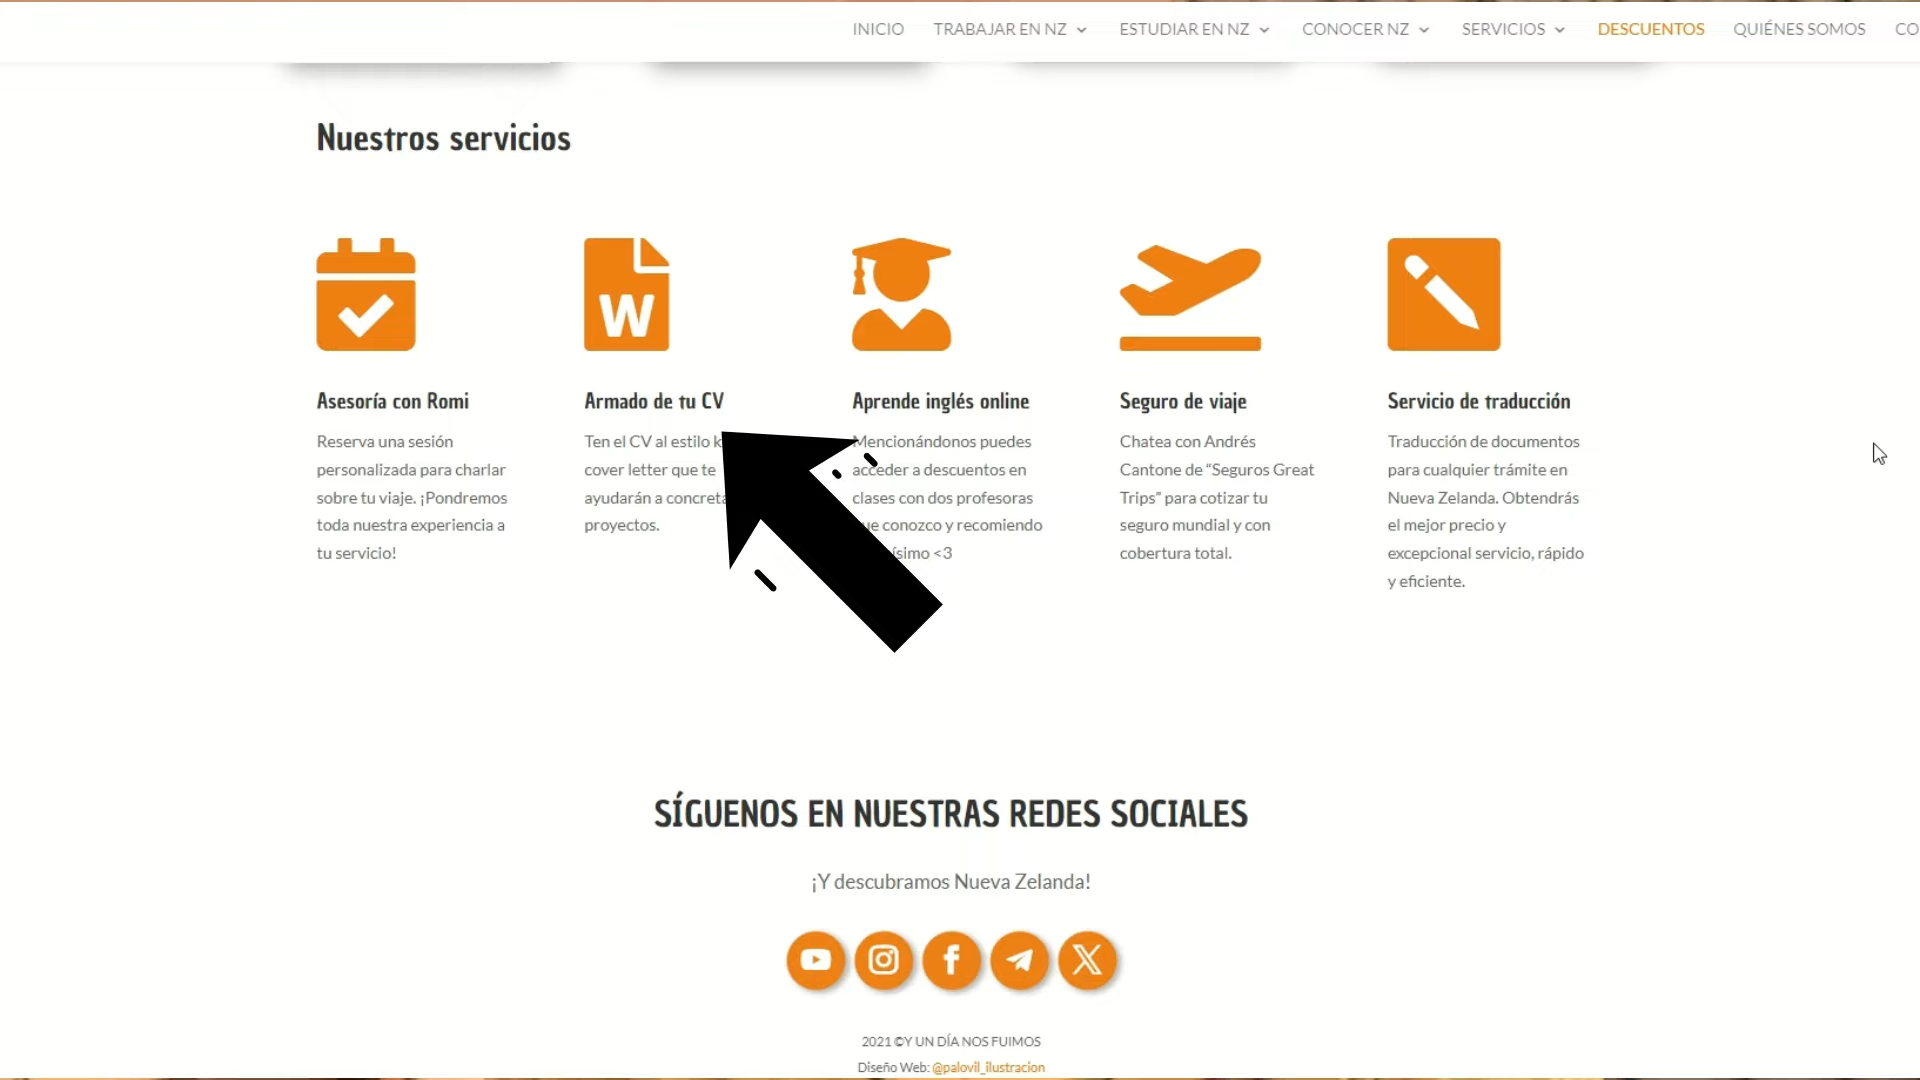 INICIO TRABAJAR EN NZ ESTUDIAR EN NZ CONOCER NZ SERVICIOS DESCUENTOS QUIÉNES SOMOS CO
Nuestros servicios
W
Asesoría con Romi
Reserva una sesión
personalizada para charlar
sobre tu viaje. ¡Pondremos
toda nuestra experiencia a
tu servicio!
Armado de tu CV
Ten el CV al estilo k
cover letter que te
ayudarán a concreta
proyectos.
Aprende inglés online
Mencionándonos puedes
acceder a descuentos en
clases con dos profesoras
ue conozco y recomiendo
ísimo <3
Seguro de viaje
Chatea con Andrés
Cantone de “Seguros Great
Trips” para cotizar tu
seguro mundial y con
cobertura total.
Servicio de traducción
Traducción de documentos
para cualquier trámite en
Nueva Zelanda. Obtendrás
el mejor precio y
excepcional servicio, rápido
y eficiente.
SÍGUENOS EN NUESTRAS REDES SOCIALES
¡Y descubramos Nueva Zelanda!
2021 ©Y UN DÍA NOS FUIMOS
Diseño Web: @palovil_ilustracion